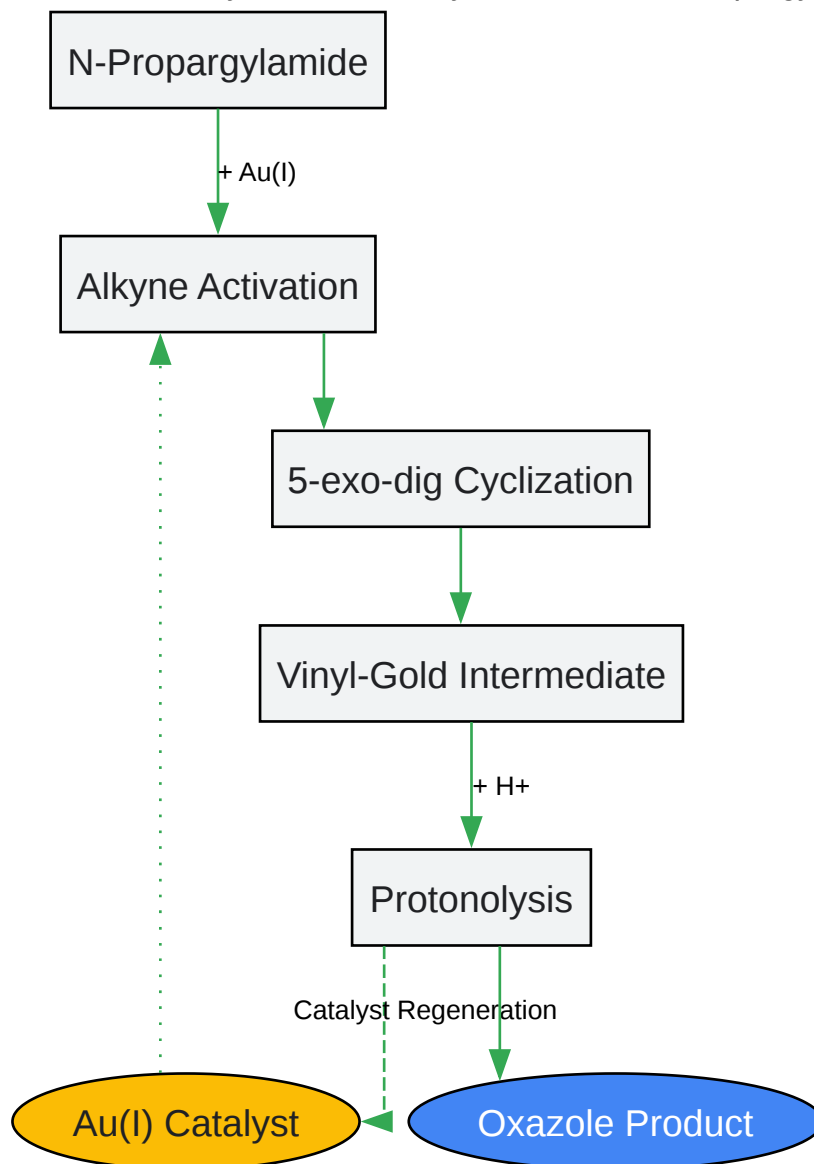 N-Propargylamide
+ Au(I)
Alkyne Activation
5-exo-dig Cyclization
Vinyl-Gold Intermediate
+ H+
Protonolysis
Catalyst Regeneration
Au(I) Catalyst
Oxazole Product